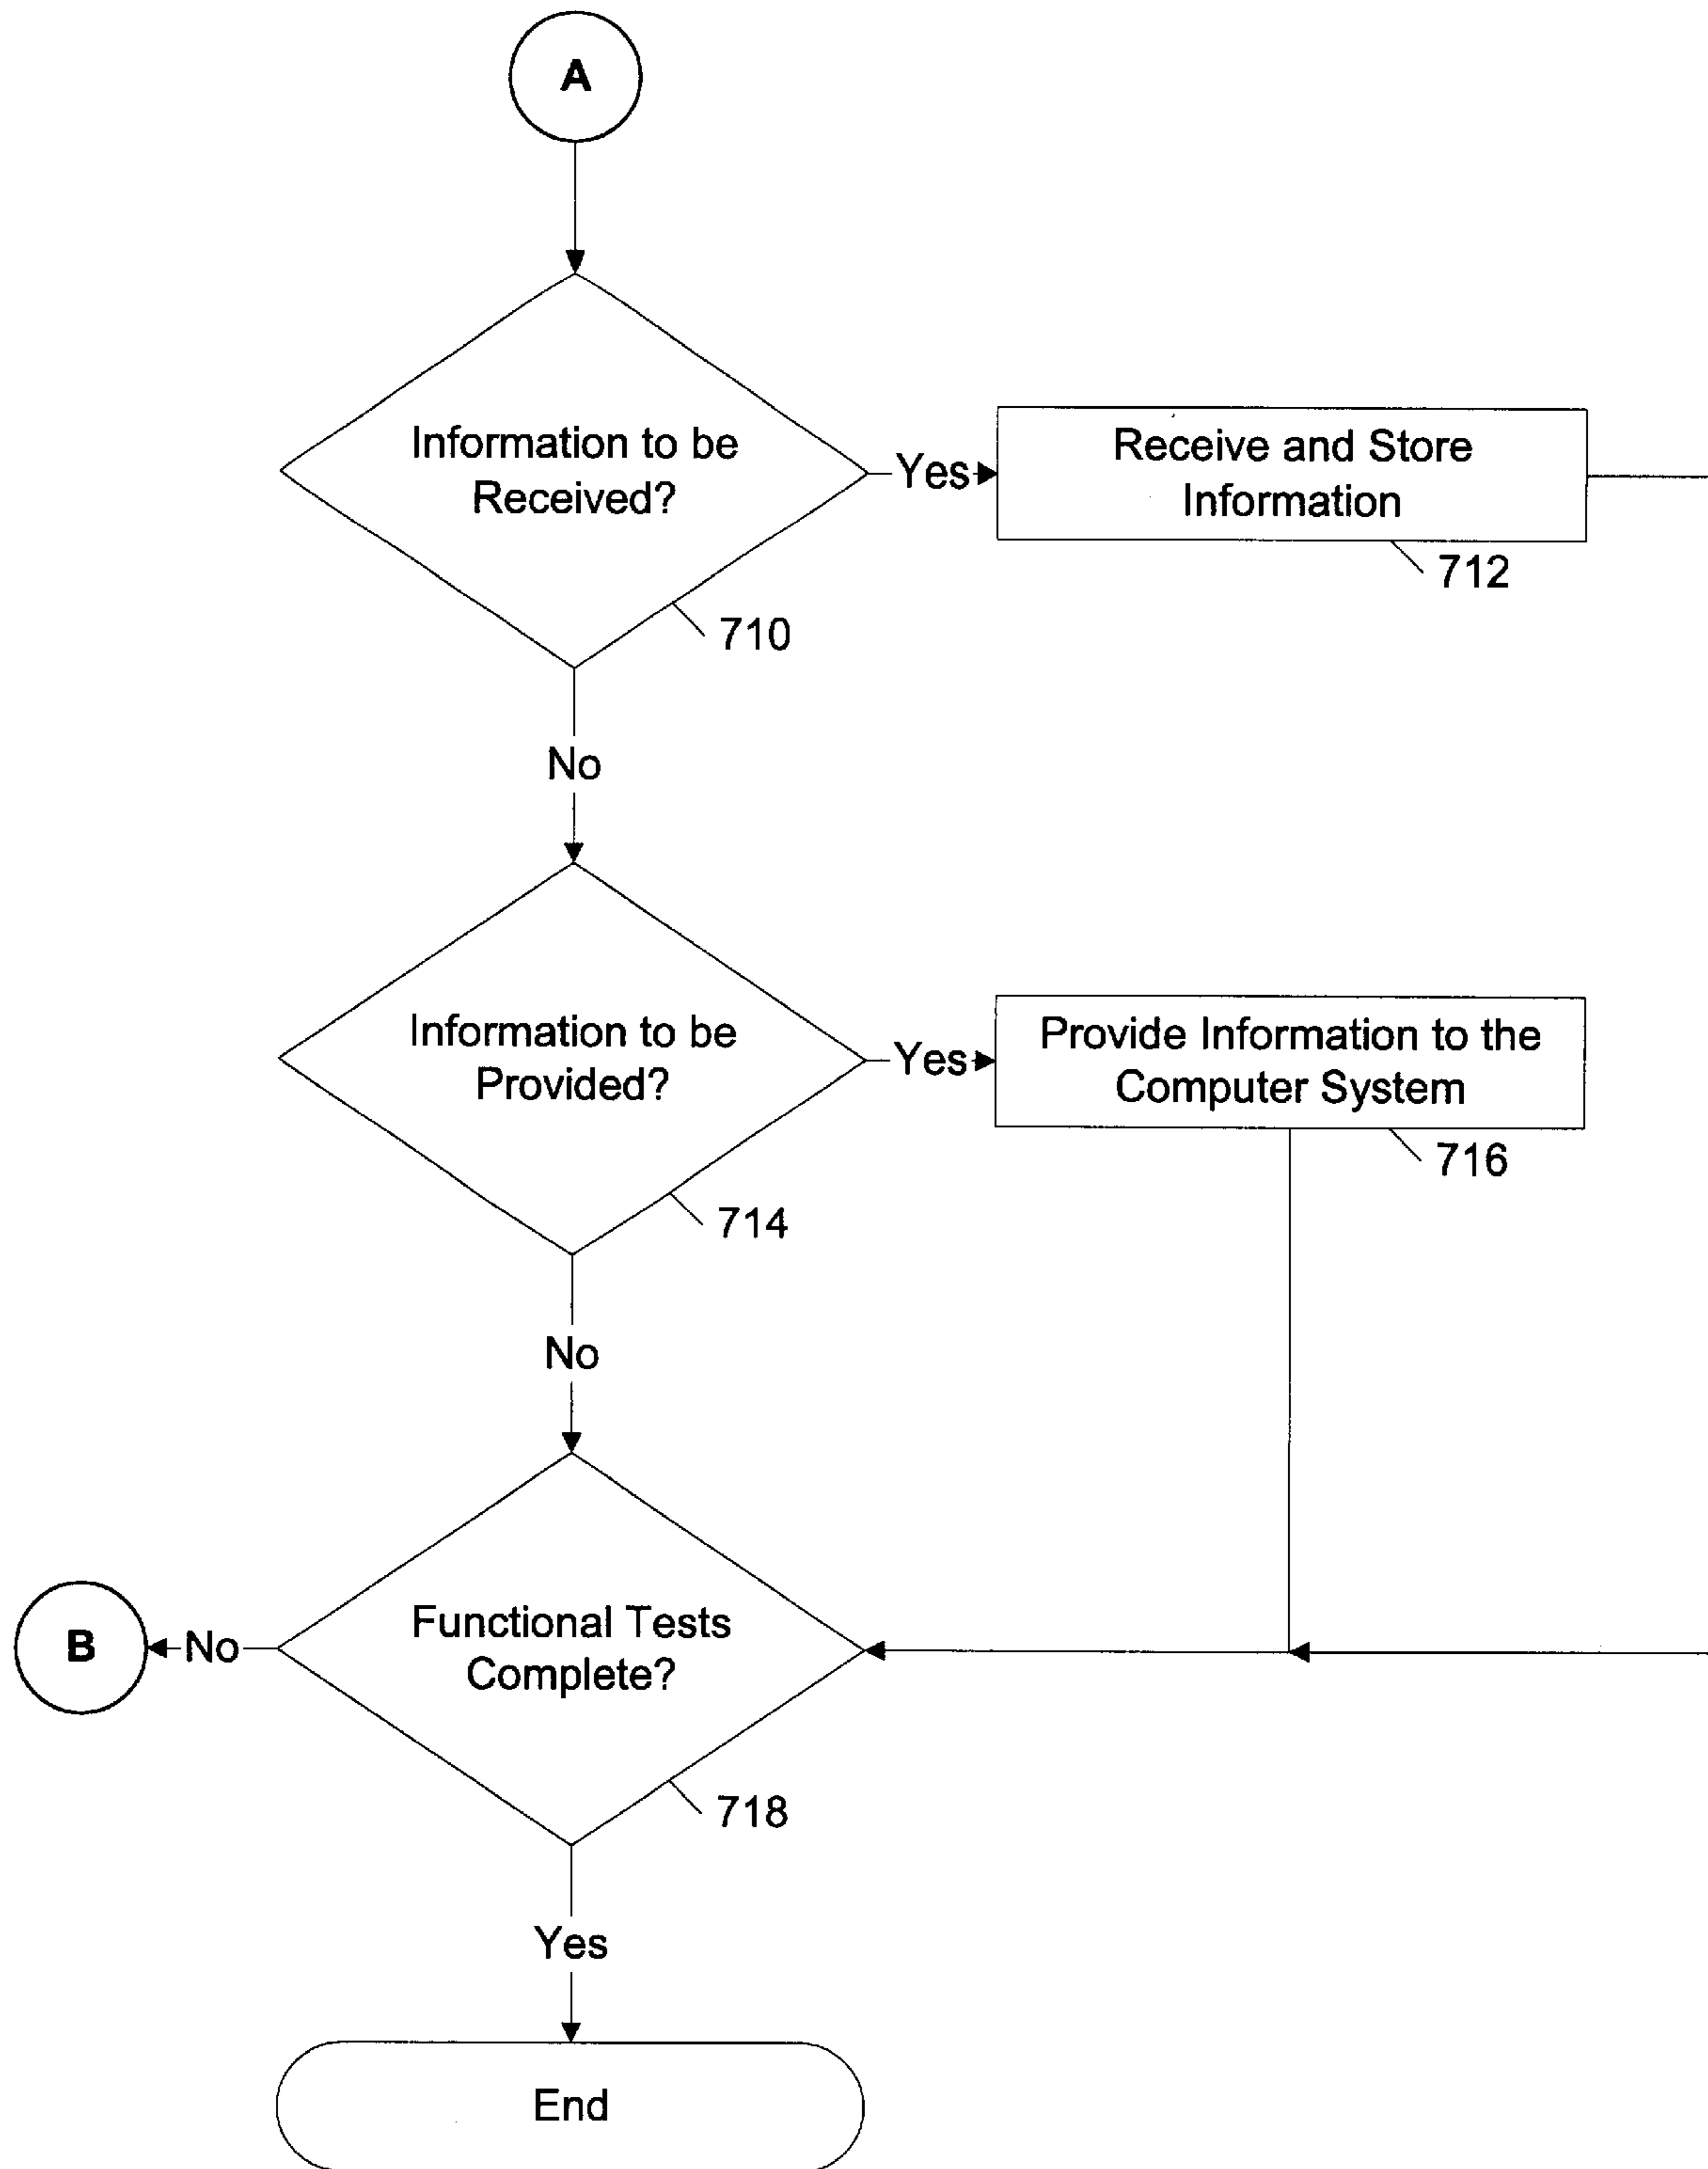 A
Information to be
Received?
Yes
Receive and Store
Information
712
710
No
Information to be
Provided?
Yes
Provide Information to the
Computer System
716
714
No
Functional Tests
Complete?
No
B
718
Yes
End